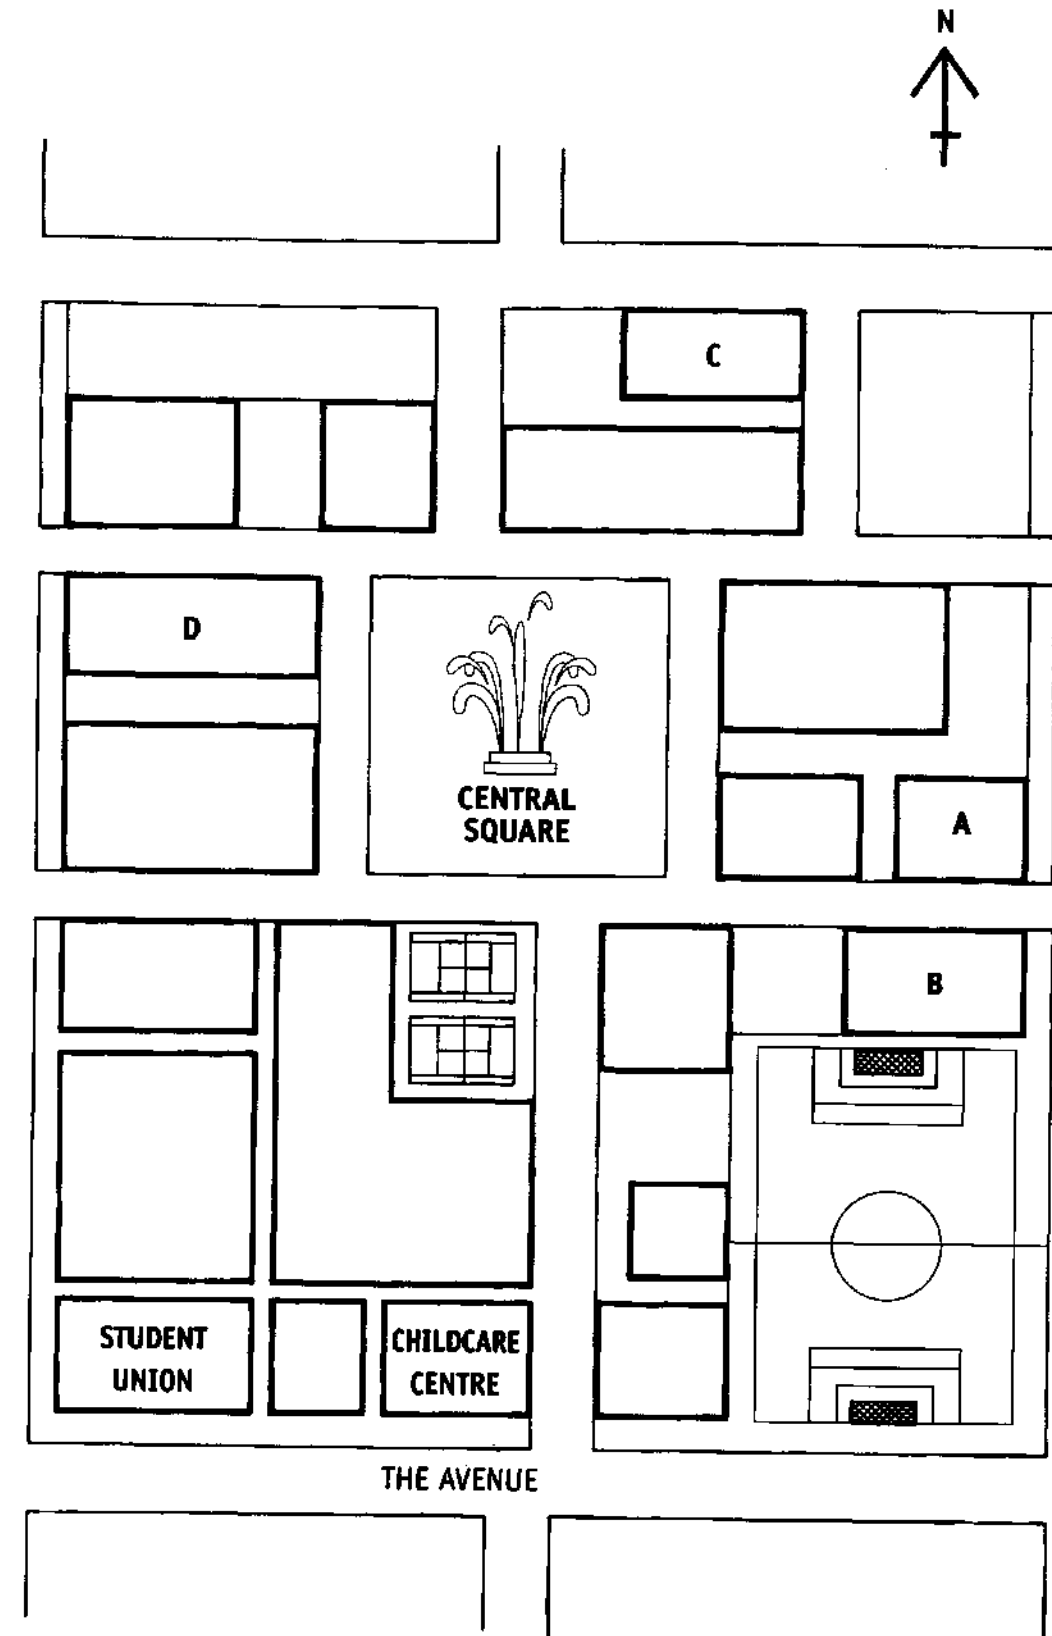 N
C
D
CENTRAL
SQUARE
A
B
STUDENT
UNION
CHILDCARE
CENTRE
THE AVENUE